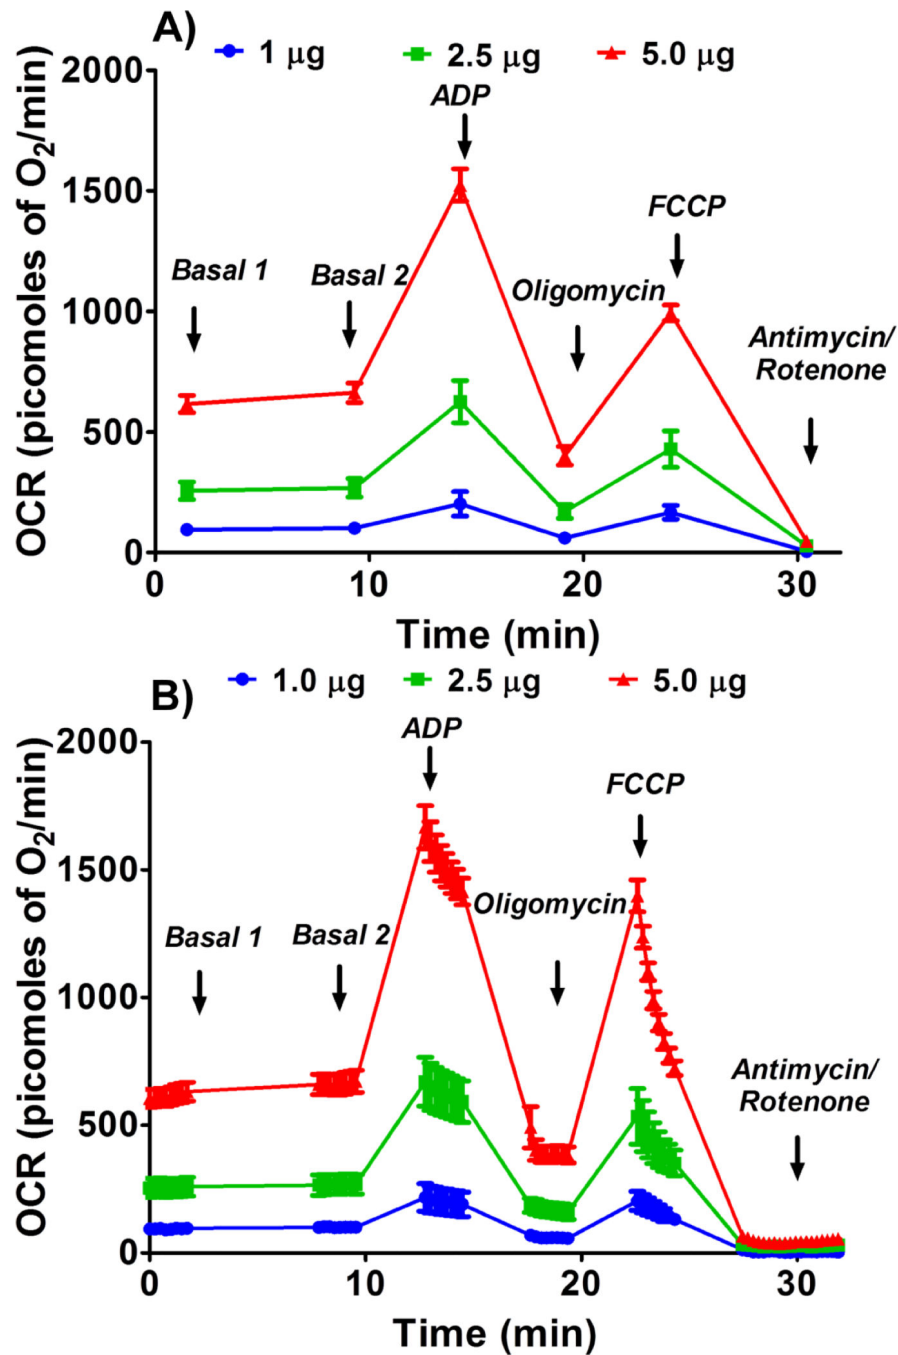 A)
1 μg 2.5 μg 5.0 μg
2000
ADP
1500
FCCP
Basal 1 Basal 2
Oligomycin
1000
Antimycin/
Rotenone
500
0
OCR (picomoles of O2/min)
0 10 20 30
Time (min)
B)
1.0 μg 2.5 μg 5.0 μg
ADP
2000
FCCP
1500
Oligomycin
Basal 1 Basal 2
1000
Antimycin/
Rotenone
500
0
OCR (picomoles of O2/min)
0 10 20 30
Time (min)